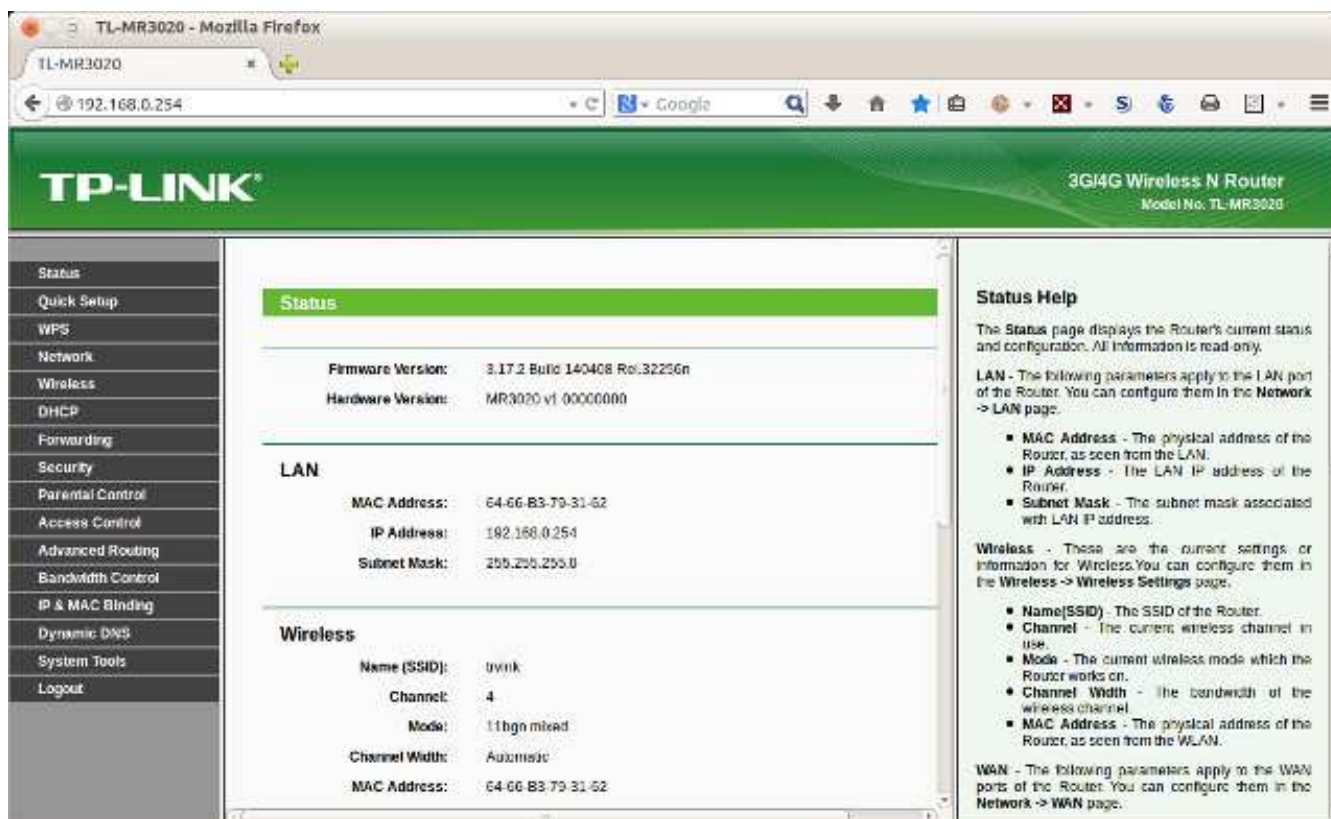 TL-MR3020 - Mozilla Firefox
TL-MR3020
192.168.0.254
Google
TP-LINK®
3G/4G Wireless N Router
Model No. TL-MR3020
Status
Quick Setup
WPS
Network
Wireless
DHCP
Forwarding
Security
Parental Control
Access Control
Advanced Routing
Bandwidth Control
IP & MAC Binding
Dynamic DNS
System Tools
Logout
Status
Firmware Version: 3.17.2 Build 140408 Rel.32256n
Hardware Version: MR3020 v1 00000000
LAN
MAC Address: 64-66-B3-79-31-62
IP Address: 192.168.0.254
Subnet Mask: 255.255.255.0
Wireless
Name (SSID):
Channel: 4
Mode: 11bgn mixed
Channel Width: Automatic
MAC Address: 64-66-B3-79-31-62
Status Help
The Status page displays the Router's current status
and configuration. All information is read-only.
LAN - The following parameters apply to the LAN port
of the Router. You can configure them in the Network
-> LAN page.
MAC Address - The physical address of the
Router, as seen from the LAN.
IP Address - The LAN IP address of the
Router.
Subnet Mask - The subnet mask associated
with LAN IP address.
Wireless - These are the current settings or
information for Wireless.You can configure them in
the Wireless -> Wireless Settings page.
Name(SSID) - The SSID of the Router.
Channel - The current wireless channel in
use.
Mode - The current wireless mode which the
Router works on.
Channel Width - The bandwidth of the
wireless channel.
MAC Address - The physical address of the
Router, as seen from the WLAN.
WAN - The following parameters apply to the WAN
ports of the Router. You can configure them in the
Network -> WAN page.